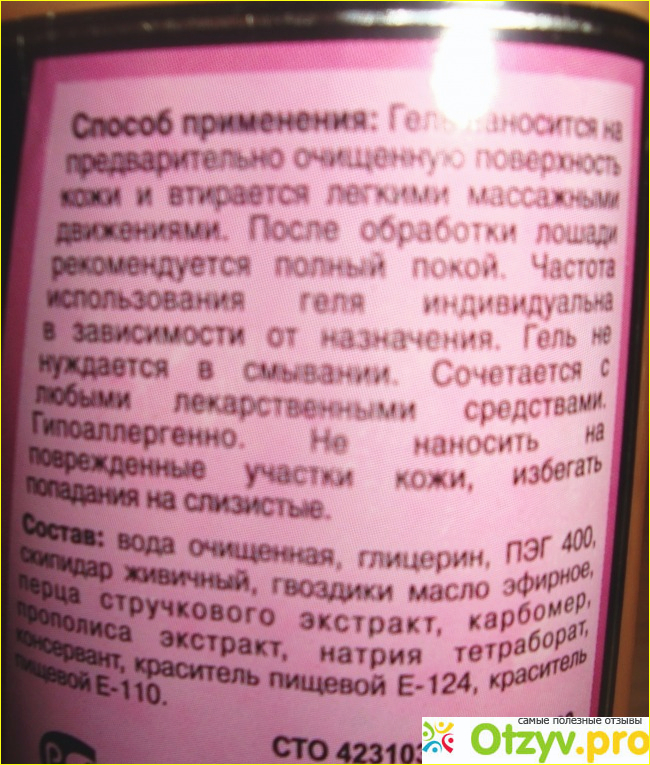 Способ применения: Гель наносится на
предварительно очищенную поверхность
кожи и втирается легкими массажными
движениями. После обработки лошади
рекомендуется полный покой. Частота
использования геля индивидуальна
в зависимости от назначения. Гель не
нуждается в смывании. Сочетается с
любыми лекарственными средствами.
Гипоаллергенно. Не наносить на
поврежденные участки кожи, избегать
попадания на слизистые.
Состав: вода очищенная, глицерин, ПЭГ 400,
скипидар живичный, гвоздики масло эфирное,
перца стручкового экстракт, карбомер,
прополиса экстракт, натрия тетраборат,
консервант, краситель пищевой Е-124, краситель
пищевой Е-110.
СТО 423103
самые полезные отзывы
Otzyv.pro